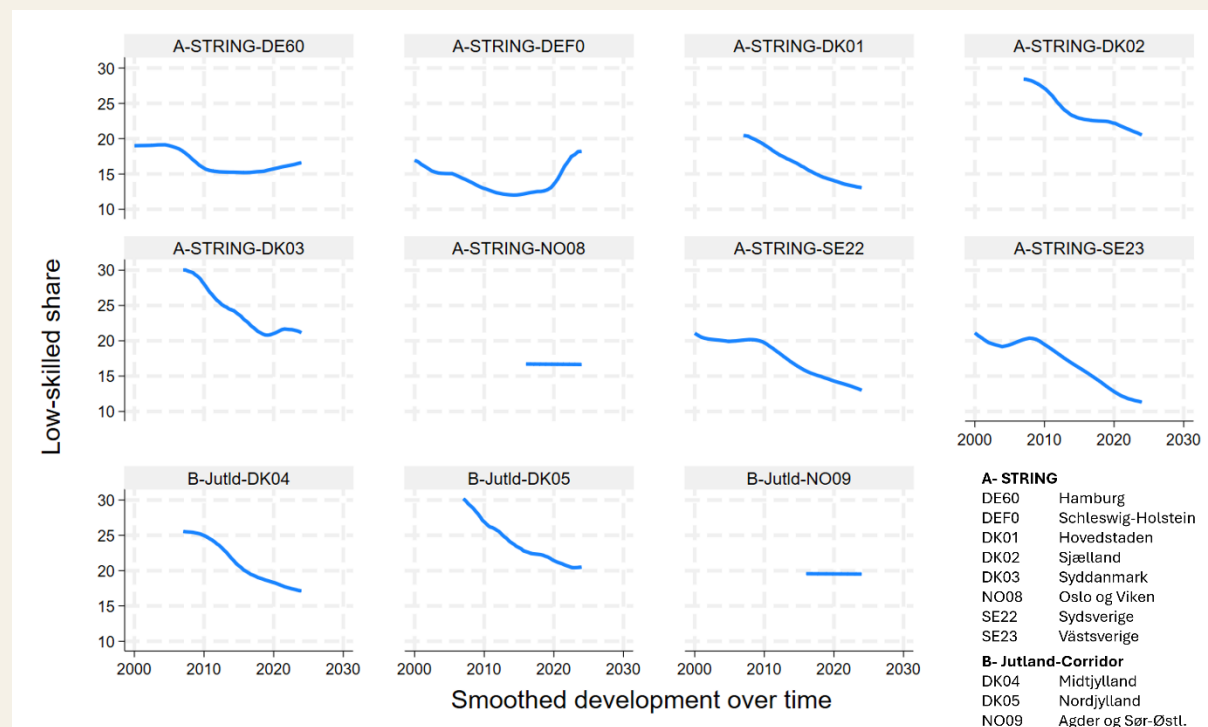 A-STRING-DE60 A-STRING-DEF0 A-STRING-DK01 A-STRING-DK02
30
25
20
15
10
A-STRING-DK03 A-STRING-NO08 A-STRING-SE22 A-STRING-SE23
30
25
20
15
10
2000 2010 2020 2030
B-Jutld-DK04 B-Jutld-DK05 B-Jutld-NO09
30
25
20
15
10
2000 2010 2020 2030 2000 2010 2020 2030 2000 2010 2020 2030
Low-skilled share
Smoothed development over time
A- STRING
DE60 Hamburg
DEF0 Schleswig-Holstein
DK01 Hovedstaden
DK02 Sjælland
DK03 Syddanmark
NO08 Oslo og Viken
SE22 Sydsverige
SE23 Västsverige
B- Jutland-Corridor
DK04 Midtjylland
DK05 Nordjylland
NO09 Agder og Sør-Østl.